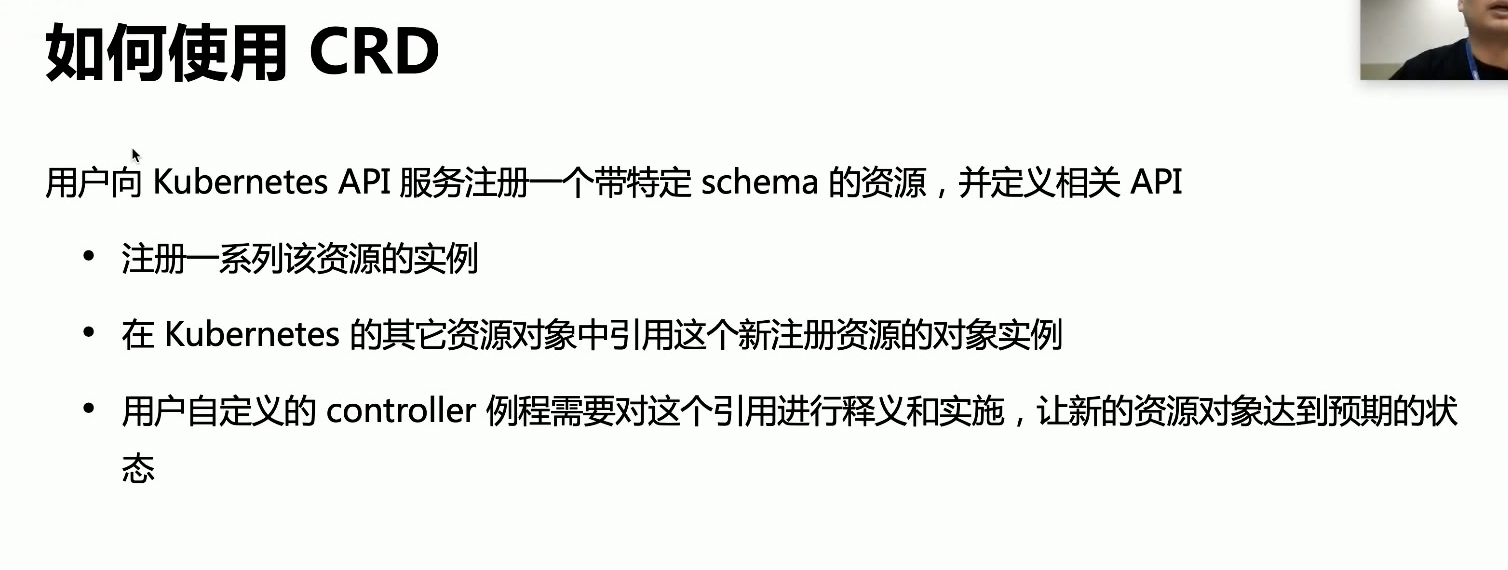 如何使用 CRD
用户向 Kubernetes API 服务注册一个带特定 schema 的资源，并定义相关 API
• 注册一系列该资源的实例
• 在 Kubernetes 的其它资源对象中引用这个新注册资源的对象实例
• 用户自定义的 controller 例程需要对这个引用进行释义和实施，让新的资源对象达到预期的状
态